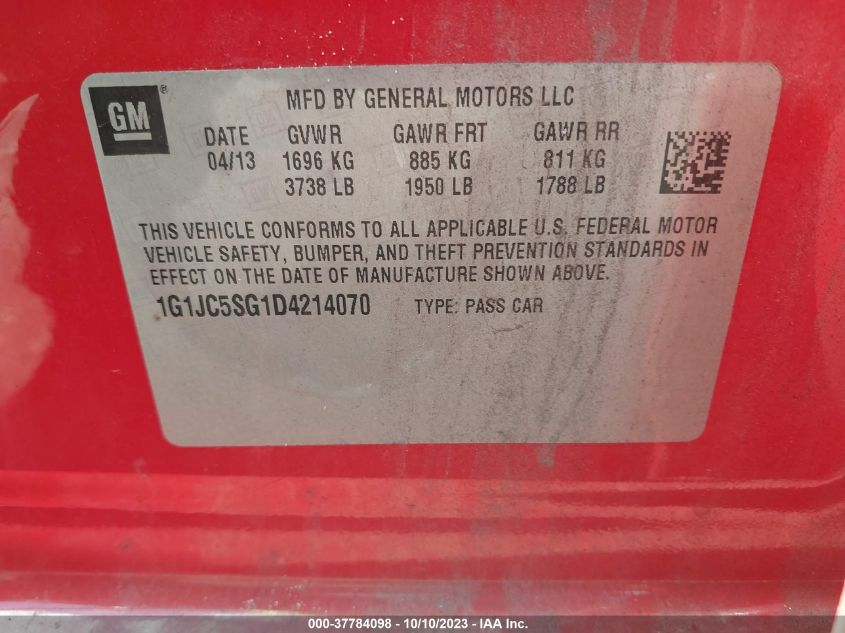 GM ® MFD BY GENERAL MOTORS LLC
DATE GVWR GAWR FRT GAWR RR
04/13 1696 KG 885 KG 811 KG
3738 LB 1950 LB 1788 LB
THIS VEHICLE CONFORMS TO ALL APPLICABLE U.S. FEDERAL MOTOR
VEHICLE SAFETY, BUMPER, AND THEFT PREVENTION STANDARDS IN
EFFECT ON THE DATE OF MANUFACTURE SHOWN ABOVE.
1G1JC5SG1D4214070 TYPE: PASS CAR
000-37784098 - 10/10/2023 - IAA Inc.